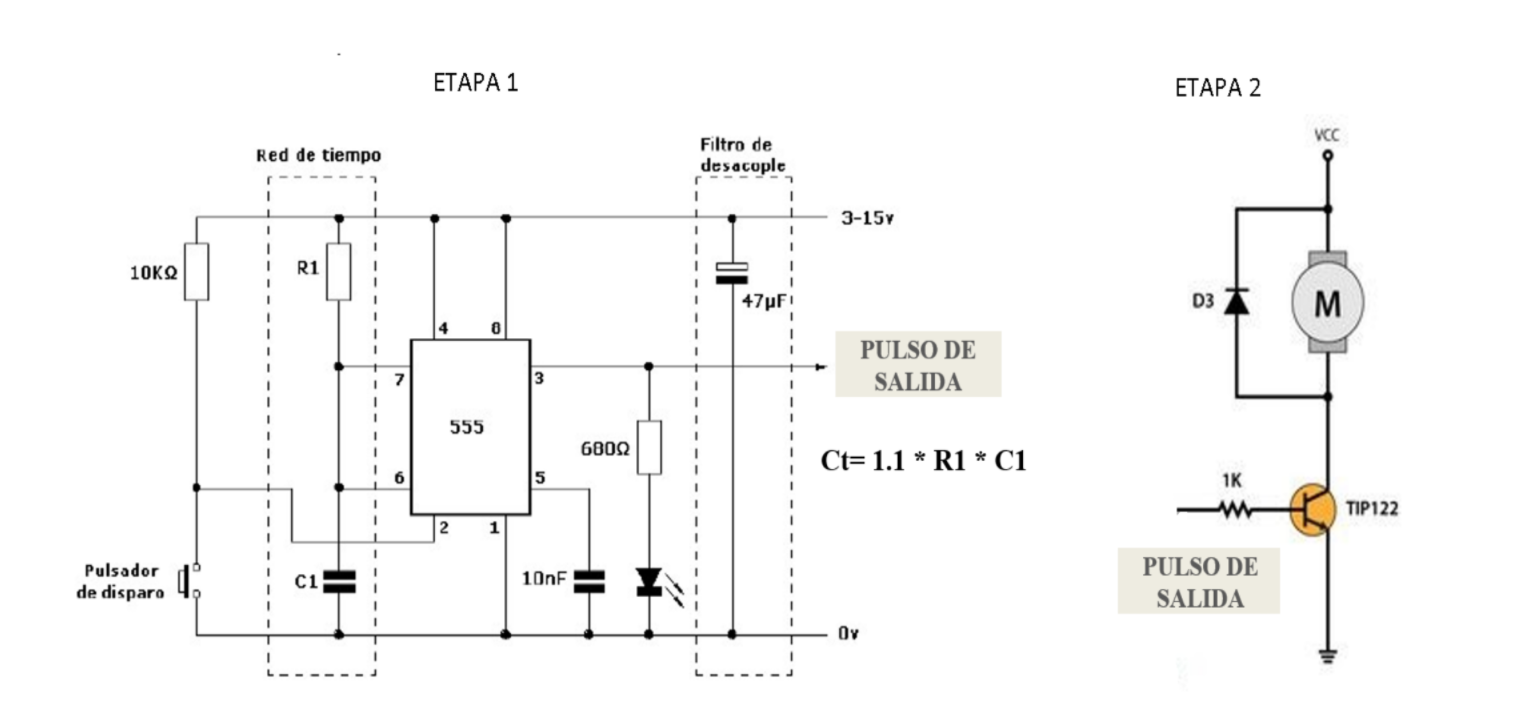 ETAPA 1
ETAPA 2
VCC
Red de tiempo
Filtro de
desacople
3-15v
10KΩ
R1
47µF
4
8
7
3
555
6
5
2
1
680Ω
PULSO DE
SALIDA
Ct= 1.1 * R1 * C1
D3
M
1K
TIP122
PULSO DE
SALIDA
Pulsador
de disparo
C1
10nF
0v